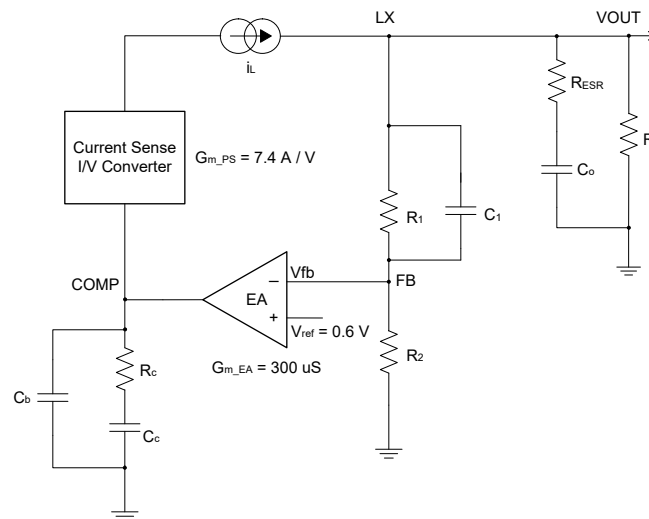 LX
VOUT
iL
RESR
R
Current Sense
I/V Converter
Gm_PS = 7.4 A / V
Co
R1
C1
COMP
Vfb
FB
EA
Vref = 0.6 V
Gm_EA = 300 uS
R2
Rc
Cb
Cc